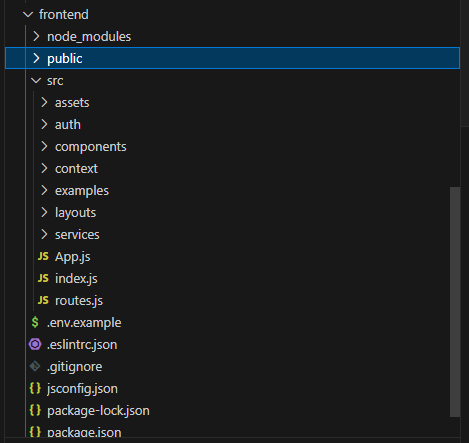 frontend
node_modules
public
src
assets
auth
components
context
examples
layouts
services
JS App.js
JS index.js
JS routes.js
$ .env.example
.eslintrc.json
.gitignore
{} jsconfig.json
{} package-lock.json
{} package.json